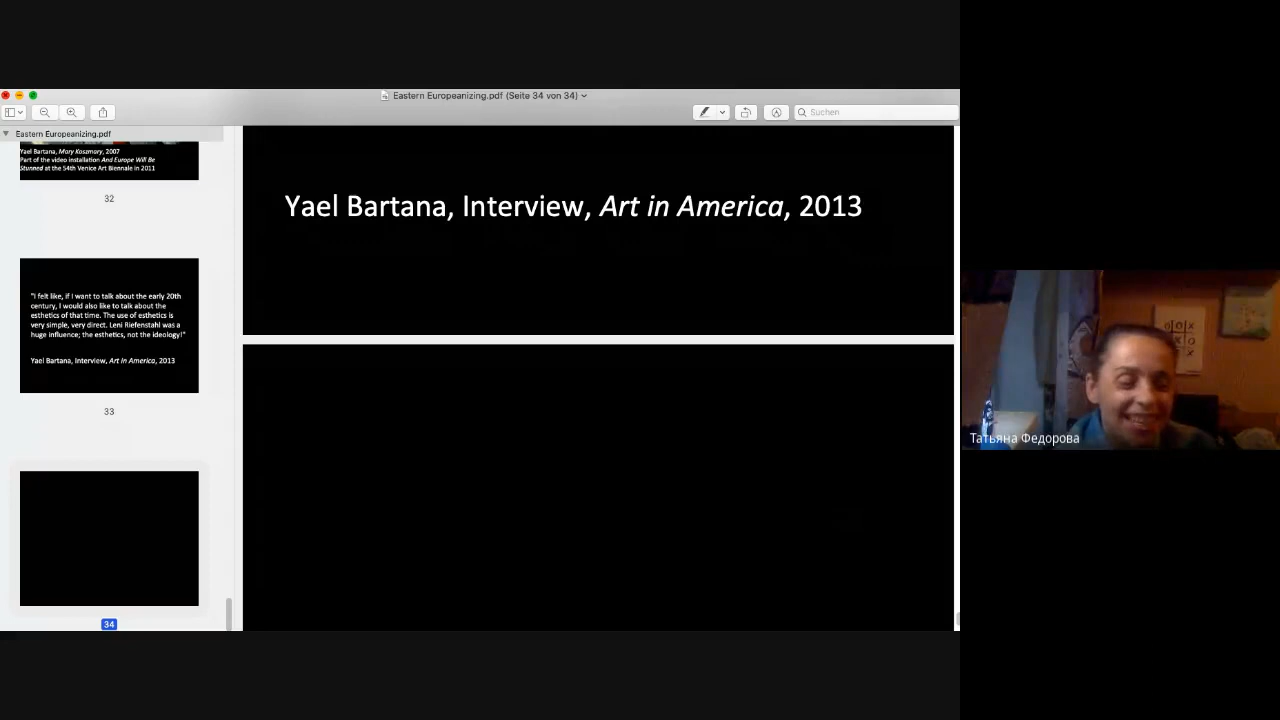 Eastern Europeanizing.pdf (Seite 34 von 34)
Suchen
Eastern Europeanizing.pdf
Yael Bartana, Mary Koszmary, 2007
Part of the video installation And Europe Will Be
Stunned at the 54th Venice Art Biennale in 2011
32
"I felt like, if I want to talk about the early 20th
century, I would also like to talk about the
esthetics of that time. The use of esthetics is
very simple, very direct. Leni Riefenstahl was a
huge influence; the esthetics, not the ideology!"
Yael Bartana, Interview, Art in America, 2013
33
34
Yael Bartana, Interview, Art in America, 2013
Татьяна Федорова